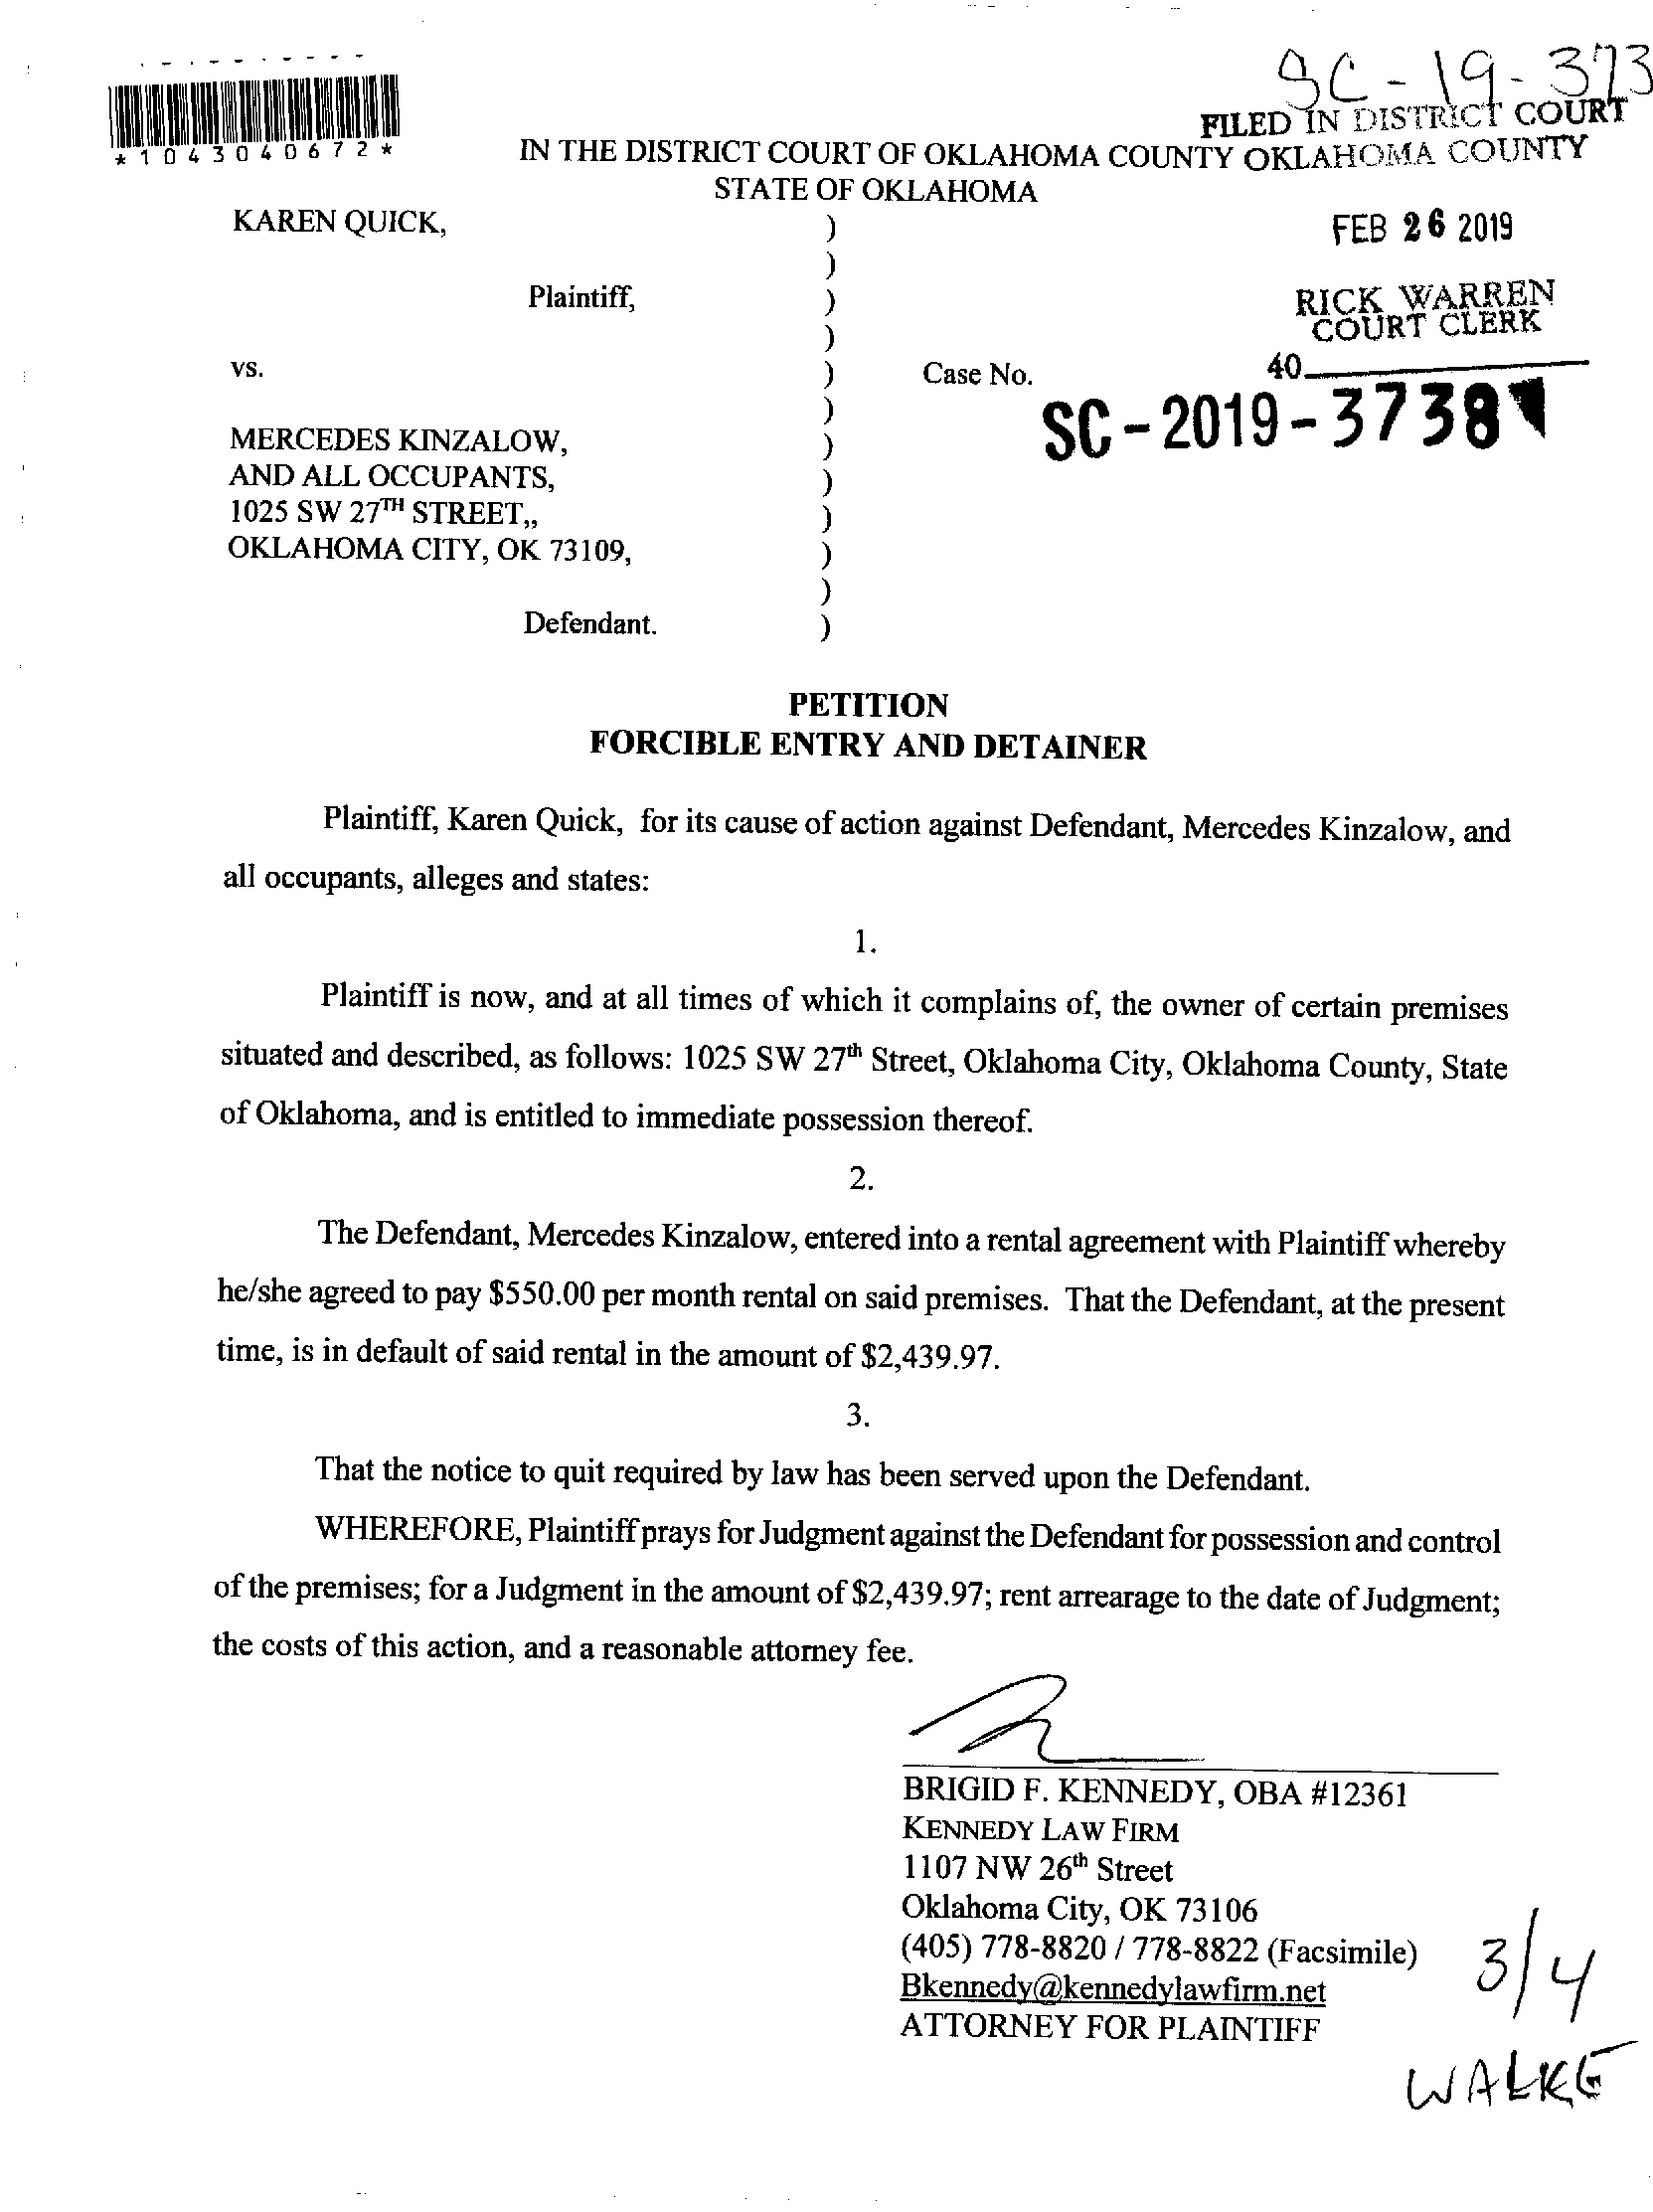 SC-19-373
FILED IN DISTRICT COURT
OKLAHOMA COUNTY
*1043040672*
IN THE DISTRICT COURT OF OKLAHOMA COUNTY
STATE OF OKLAHOMA
FEB 26 2019
RICK WARREN
COURT CLERK
40
KAREN QUICK, )
)
Plaintiff, )
)
vs. ) Case No.
SC-2019-3738
)
MERCEDES KINZALOW, )
AND ALL OCCUPANTS, )
1025 SW 27TH STREET,, )
OKLAHOMA CITY, OK 73109, )
)
Defendant. )
PETITION
FORCIBLE ENTRY AND DETAINER
Plaintiff, Karen Quick, for its cause of action against Defendant, Mercedes Kinzalow, and
all occupants, alleges and states:
1.
Plaintiff is now, and at all times of which it complains of, the owner of certain premises
situated and described, as follows: 1025 SW 27th Street, Oklahoma City, Oklahoma County, State
of Oklahoma, and is entitled to immediate possession thereof.
2.
The Defendant, Mercedes Kinzalow, entered into a rental agreement with Plaintiff whereby
he/she agreed to pay $550.00 per month rental on said premises. That the Defendant, at the present
time, is in default of said rental in the amount of $2,439.97.
3.
That the notice to quit required by law has been served upon the Defendant.
WHEREFORE, Plaintiff prays for Judgment against the Defendant for possession and control
of the premises; for a Judgment in the amount of $2,439.97; rent arrearage to the date of Judgment;
the costs of this action, and a reasonable attorney fee.
BRIGID F. KENNEDY, OBA #12361
KENNEDY LAW FIRM
1107 NW 26th Street
Oklahoma City, OK 73106
(405) 778-8820 / 778-8822 (Facsimile)
Bkennedy@kennedylawfirm.net
ATTORNEY FOR PLAINTIFF
3/4
WALKE